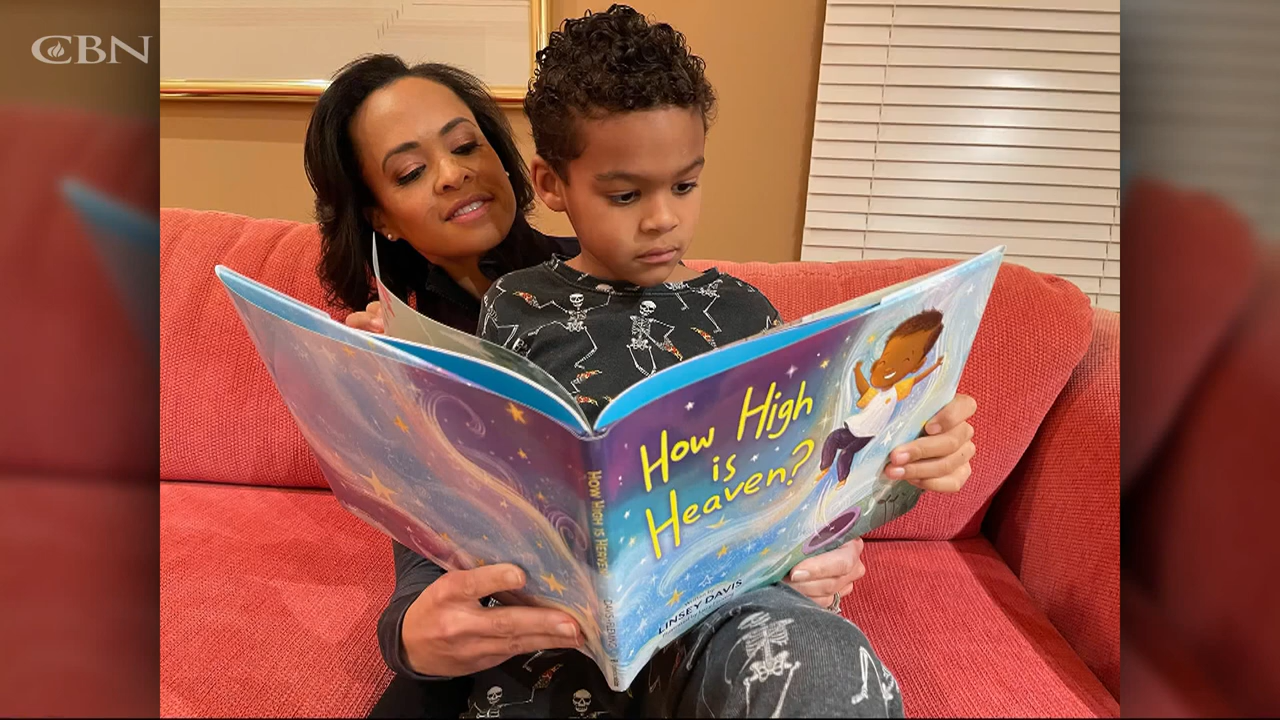 CBN
How High
is
Heaven?
HOW HIGH IS HEAVEN
LINSEY DAVIS